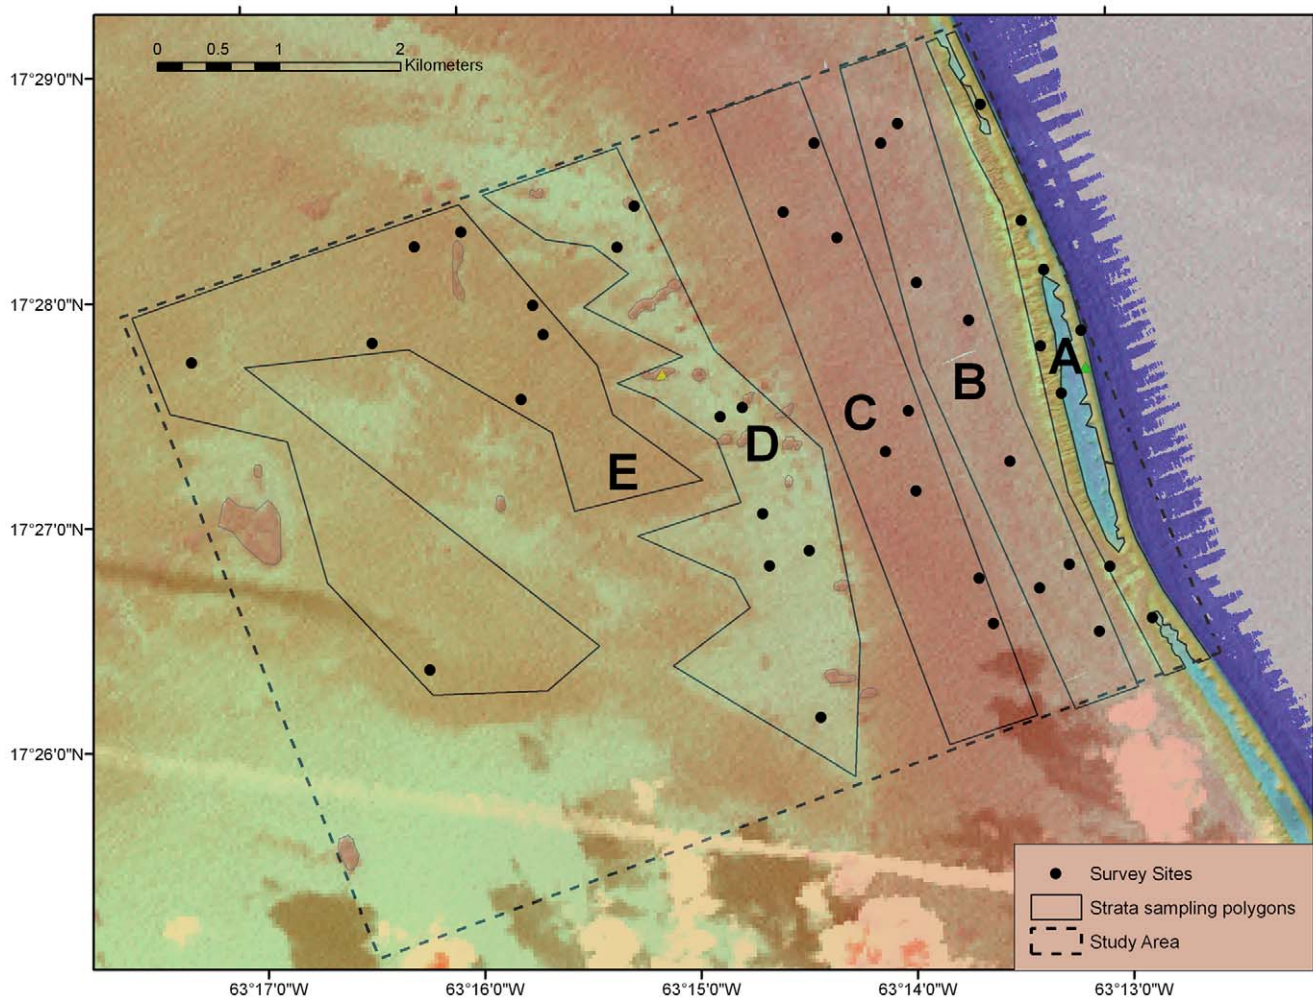 0 0.5 1 2
Kilometers
17°29'0"N
17°28'0"N
17°27'0"N
17°26'0"N
A
B
C
D
E
Survey Sites
Strata sampling polygons
Study Area
63°17'0"W 63°16'0"W 63°15'0"W 63°14'0"W 63°13'0"W